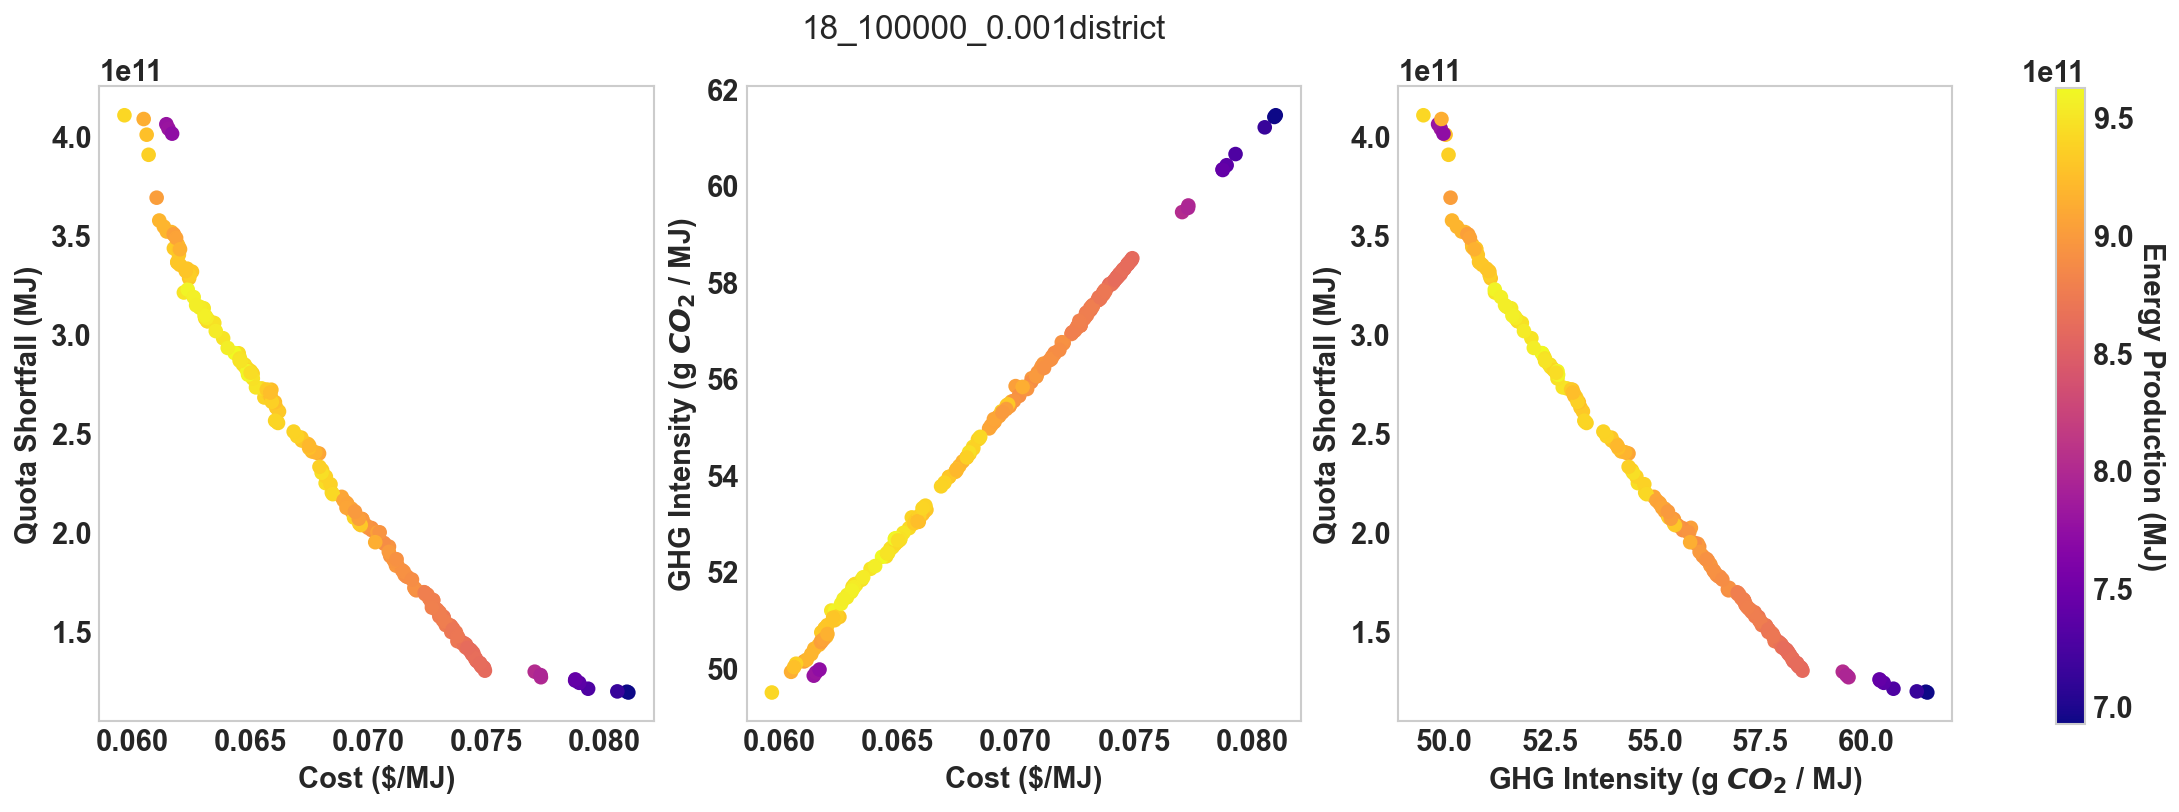 18_100000_0.001district
1e11
4.0
3.5
3.0
2.5
2.0
1.5
Quota Shortfall (MJ)
0.060 0.065 0.070 0.075 0.080
Cost ($/MJ)
62
60
58
56
54
52
50
GHG Intensity (g CO₂ / MJ)
0.060 0.065 0.070 0.075 0.080
Cost ($/MJ)
1e11
4.0
3.5
3.0
2.5
2.0
1.5
Quota Shortfall (MJ)
50.0 52.5 55.0 57.5 60.0
GHG Intensity (g CO₂ / MJ)
1e11
9.5
9.0
8.5
8.0
7.5
7.0
Energy Production (MJ)